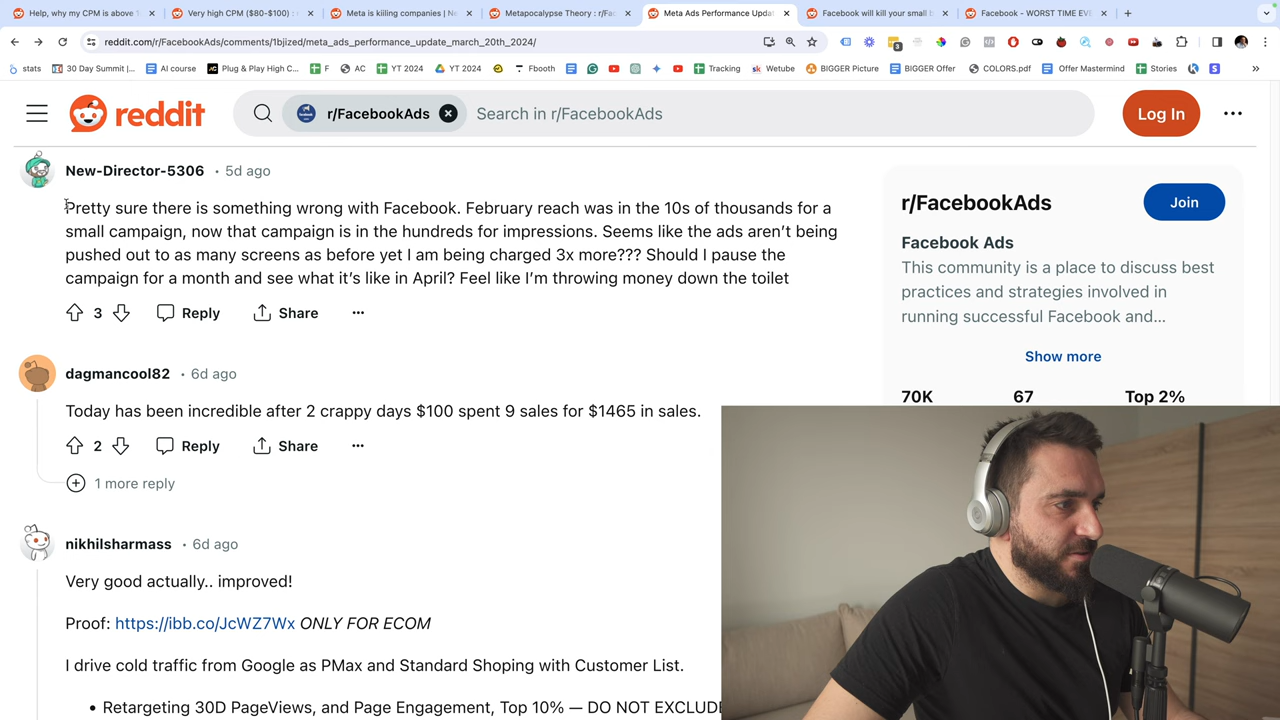 Help, why my CPM is above 1
Very high CPM ($80-$100) :
Meta is kiiling companies | Ne
Metapocalypse Theory : r/Fac
Meta Ads Performance Updat
Facebook will kill your small b
Facebook - WORST TIME EVE
reddit.com/r/FacebookAds/comments/1bjized/meta_ads_performance_update_march_20th_2024/
stats
30 Day Summit |...
AI course
Plug & Play High C...
F
AC
YT 2024
YT 2024
Fbooth
Tracking
Wetube
BIGGER Picture
BIGGER Offer
COLORS.pdf
Offer Mastermind
Stories
reddit
r/FacebookAds
Search in r/FacebookAds
Log In
New-Director-5306 • 5d ago
Pretty sure there is something wrong with Facebook. February reach was in the 10s of thousands for a
small campaign, now that campaign is in the hundreds for impressions. Seems like the ads aren’t being
pushed out to as many screens as before yet I am being charged 3x more??? Should I pause the
campaign for a month and see what it’s like in April? Feel like I’m throwing money down the toilet
3 Reply Share
dagmancool82 • 6d ago
Today has been incredible after 2 crappy days $100 spent 9 sales for $1465 in sales.
2 Reply Share
1 more reply
nikhilsharmass • 6d ago
Very good actually.. improved!
Proof: https://ibb.co/JcWZ7Wx ONLY FOR ECOM
I drive cold traffic from Google as PMax and Standard Shoping with Customer List.
• Retargeting 30D PageViews, and Page Engagement, Top 10% — DO NOT EXCLUDE
r/FacebookAds
Join
Facebook Ads
This community is a place to discuss best
practices and strategies involved in
running successful Facebook and...
Show more
70K 67 Top 2%